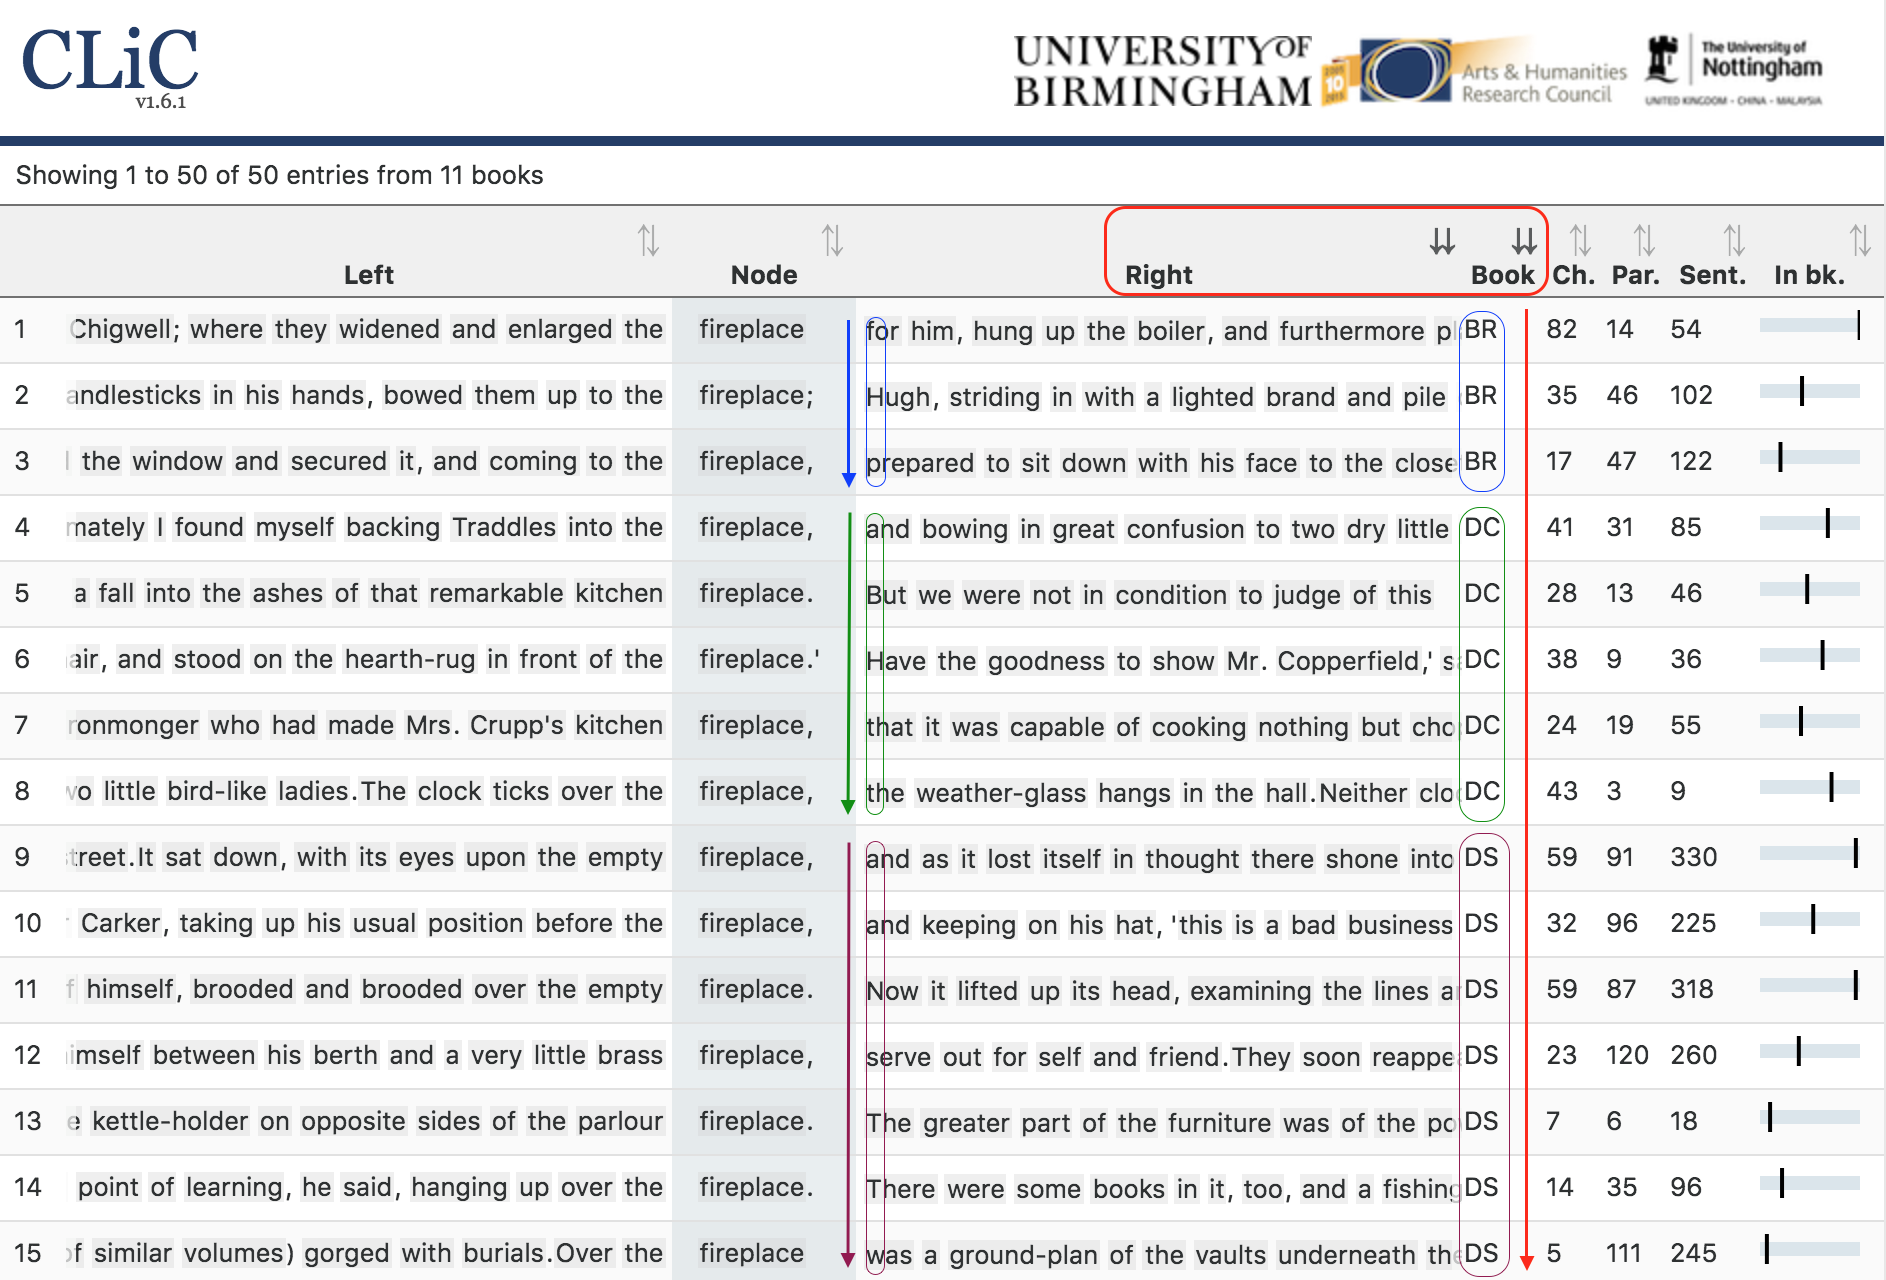 CLiC
v1.6.1
UNIVERSITY OF
BIRMINGHAM
10
Arts & Humanities
Research Council
The University of
Nottingham
UNITED KINGDOM - CHINA - MALAYSIA
Showing 1 to 50 of 50 entries from 11 books
Left Node Right Book Ch. Par. Sent. In bk.
1 Chigwell; where they widened and enlarged the fireplace for him, hung up the boiler, and furthermore pl BR 82 14 54
2 andlesticks in his hands, bowed them up to the fireplace; Hugh, striding in with a lighted brand and pile BR 35 46 102
3 the window and secured it, and coming to the fireplace, prepared to sit down with his face to the close BR 17 47 122
4 mately I found myself backing Traddles into the fireplace, and bowing in great confusion to two dry little DC 41 31 85
5 a fall into the ashes of that remarkable kitchen fireplace. But we were not in condition to judge of this DC 28 13 46
6 air, and stood on the hearth-rug in front of the fireplace.' Have the goodness to show Mr. Copperfield,' sa DC 38 9 36
7 ronmonger who had made Mrs. Crupp's kitchen fireplace, that it was capable of cooking nothing but cho DC 24 19 55
8 wo little bird-like ladies.The clock ticks over the fireplace, the weather-glass hangs in the hall.Neither cloc DC 43 3 9
9 street.It sat down, with its eyes upon the empty fireplace, and as it lost itself in thought there shone into DS 59 91 330
10 Carker, taking up his usual position before the fireplace, and keeping on his hat, 'this is a bad business DS 32 96 225
11 f himself, brooded and brooded over the empty fireplace. Now it lifted up its head, examining the lines a DS 59 87 318
12 imself between his berth and a very little brass fireplace, serve out for self and friend.They soon reappe DS 23 120 260
13 e kettle-holder on opposite sides of the parlour fireplace. The greater part of the furniture was of the po DS 7 6 18
14 point of learning, he said, hanging up over the fireplace. There were some books in it, too, and a fishing DS 14 35 96
15 of similar volumes) gorged with burials.Over the fireplace was a ground-plan of the vaults underneath the DS 5 111 245